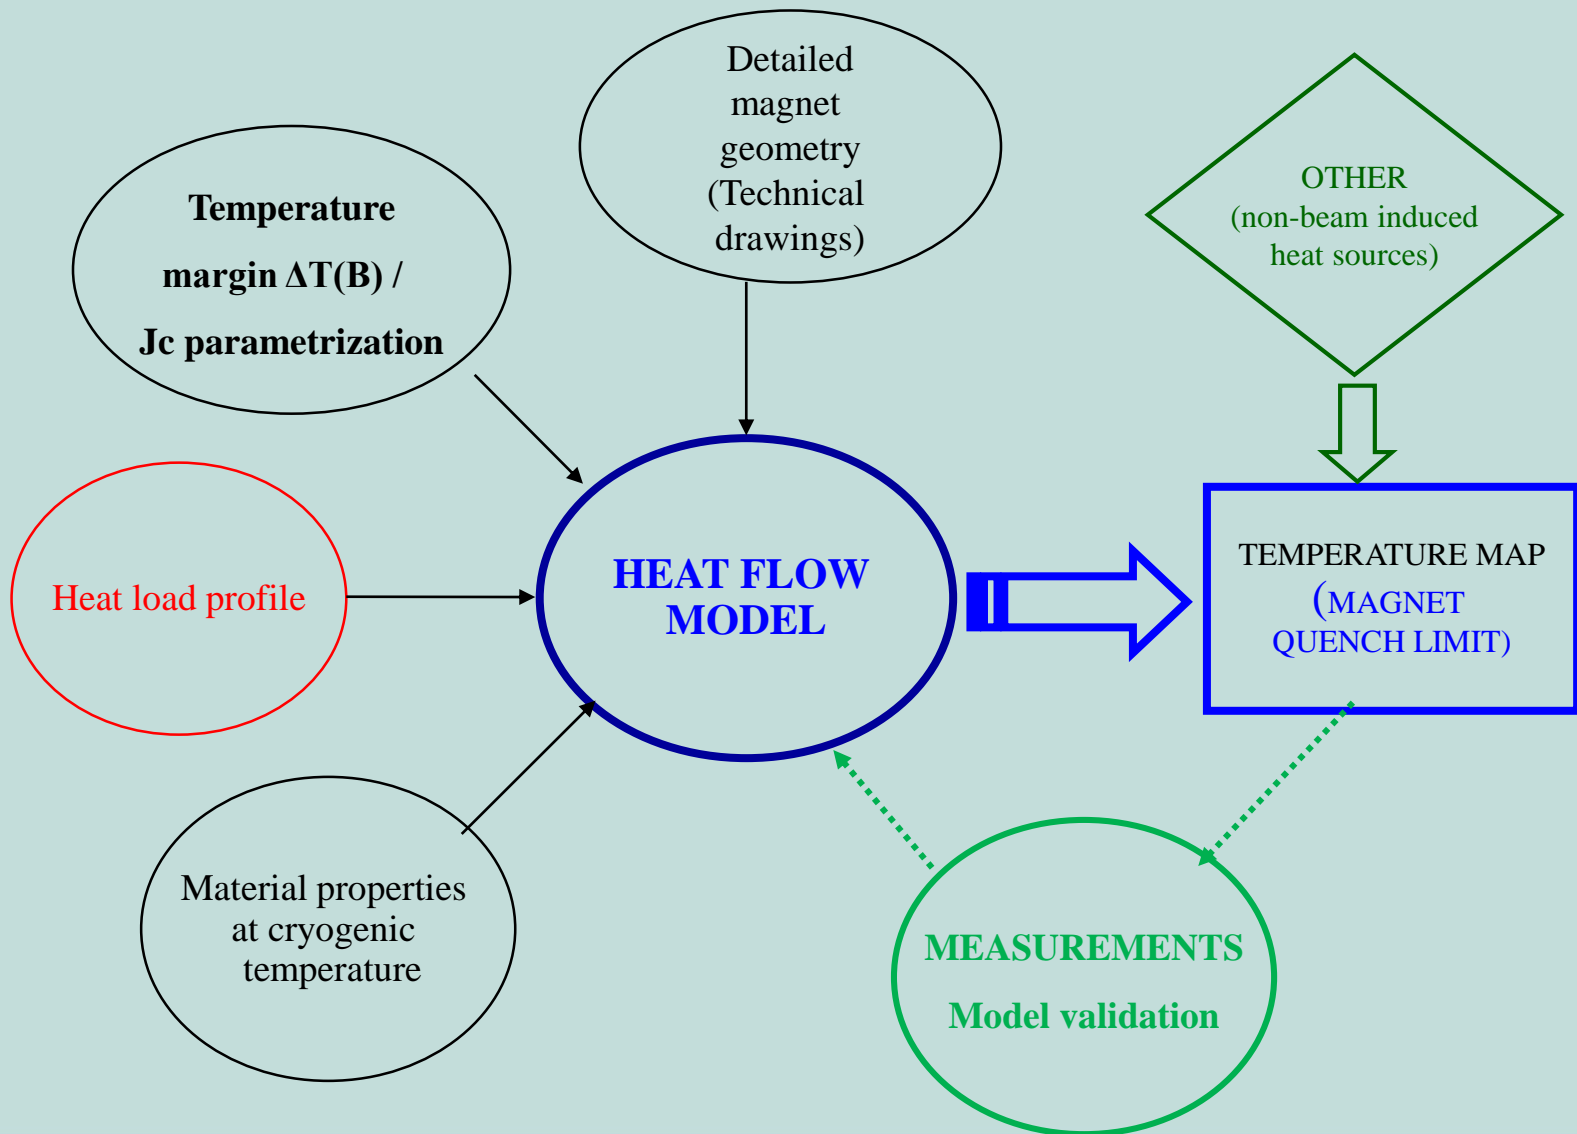 Detailed
magnet
geometry
(Technical
drawings)
Temperature
margin ΔT(B) /
Jc parametrization
OTHER
(non-beam induced
heat sources)
Heat load profile
HEAT FLOW
MODEL
TEMPERATURE MAP
(MAGNET
QUENCH LIMIT)
Material properties
at cryogenic
temperature
MEASUREMENTS
Model validation